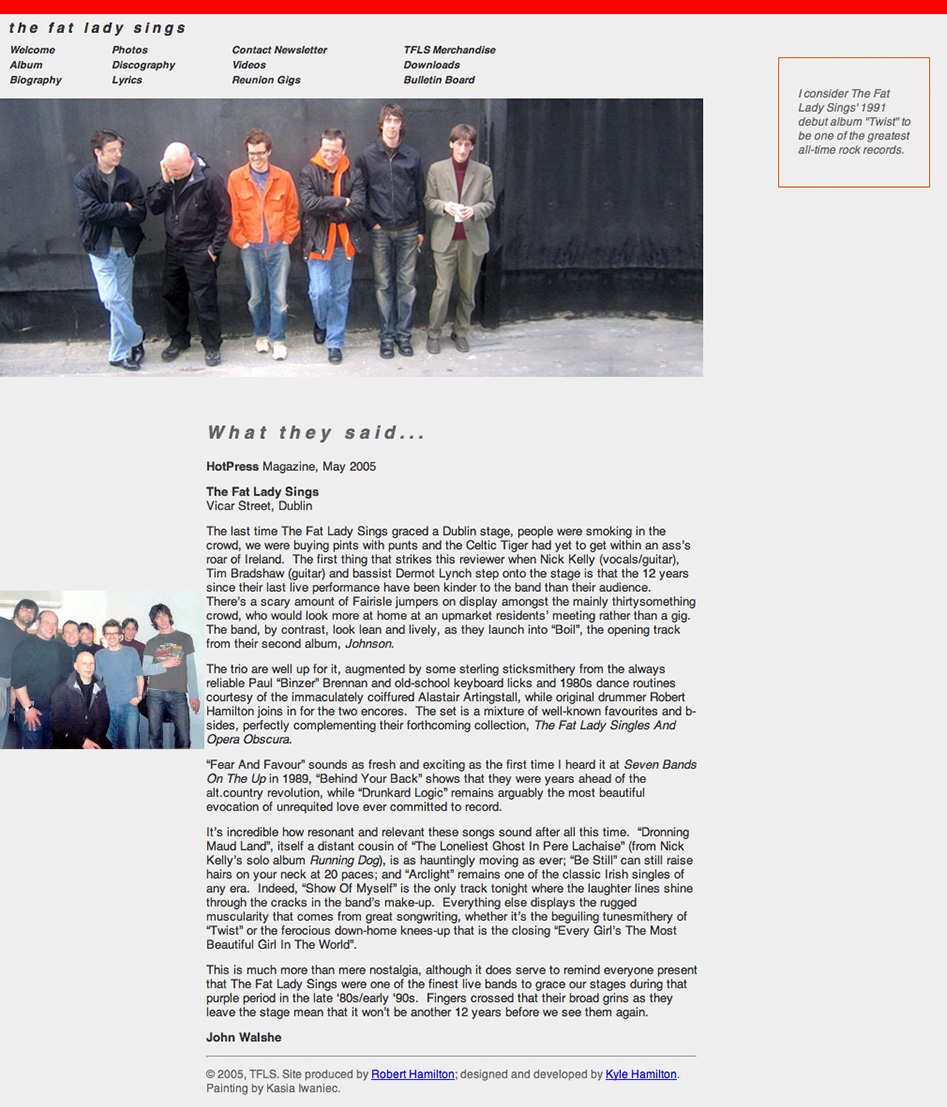 the fat lady sings
Welcome Photos Contact Newsletter TFLS Merchandise
Album Discography Videos Downloads
Biography Lyrics Reunion Gigs Bulletin Board
I consider The Fat
Lady Sings' 1991
debut album "Twist" to
be one of the greatest
all-time rock records.
What they said...
HotPress Magazine, May 2005
The Fat Lady Sings
Vicar Street, Dublin
The last time The Fat Lady Sings graced a Dublin stage, people were smoking in the
crowd, we were buying pints with punts and the Celtic Tiger had yet to get within an ass’s
roar of Ireland.  The first thing that strikes this reviewer when Nick Kelly (vocals/guitar),
Tim Bradshaw (guitar) and bassist Dermot Lynch step onto the stage is that the 12 years
since their last live performance have been kinder to the band than their audience.
There’s a scary amount of Fairisle jumpers on display amongst the mainly thirtysomething
crowd, who would look more at home at an upmarket residents’ meeting rather than a gig.
The band, by contrast, look lean and lively, as they launch into “Boil”, the opening track
from their second album, Johnson.
The trio are well up for it, augmented by some sterling sticksmithery from the always
reliable Paul “Binzer” Brennan and old-school keyboard licks and 1980s dance routines
courtesy of the immaculately coiffured Alastair Artingstall, while original drummer Robert
Hamilton joins in for the two encores.  The set is a mixture of well-known favourites and b-
sides, perfectly complementing their forthcoming collection, The Fat Lady Singles And
Opera Obscura.
“Fear And Favour” sounds as fresh and exciting as the first time I heard it at Seven Bands
On The Up in 1989, “Behind Your Back” shows that they were years ahead of the
alt.country revolution, while “Drunkard Logic” remains arguably the most beautiful
evocation of unrequited love ever committed to record.
It’s incredible how resonant and relevant these songs sound after all this time.  “Dronning
Maud Land”, itself a distant cousin of “The Loneliest Ghost In Pere Lachaise” (from Nick
Kelly’s solo album Running Dog), is as hauntingly moving as ever; “Be Still” can still raise
hairs on your neck at 20 paces; and “Arclight” remains one of the classic Irish singles of
any era.  Indeed, “Show Of Myself” is the only track tonight where the laughter lines shine
through the cracks in the band’s make-up.  Everything else displays the rugged
muscularity that comes from great songwriting, whether it’s the beguiling tunesmithery of
“Twist” or the ferocious down-home knees-up that is the closing “Every Girl’s The Most
Beautiful Girl In The World”.
This is much more than mere nostalgia, although it does serve to remind everyone present
that The Fat Lady Sings were one of the finest live bands to grace our stages during that
purple period in the late ‘80s/early ‘90s.  Fingers crossed that their broad grins as they
leave the stage mean that it won’t be another 12 years before we see them again.
John Walshe
© 2005, TFLS. Site produced by Robert Hamilton; designed and developed by Kyle Hamilton.
Painting by Kasia Iwaniec.